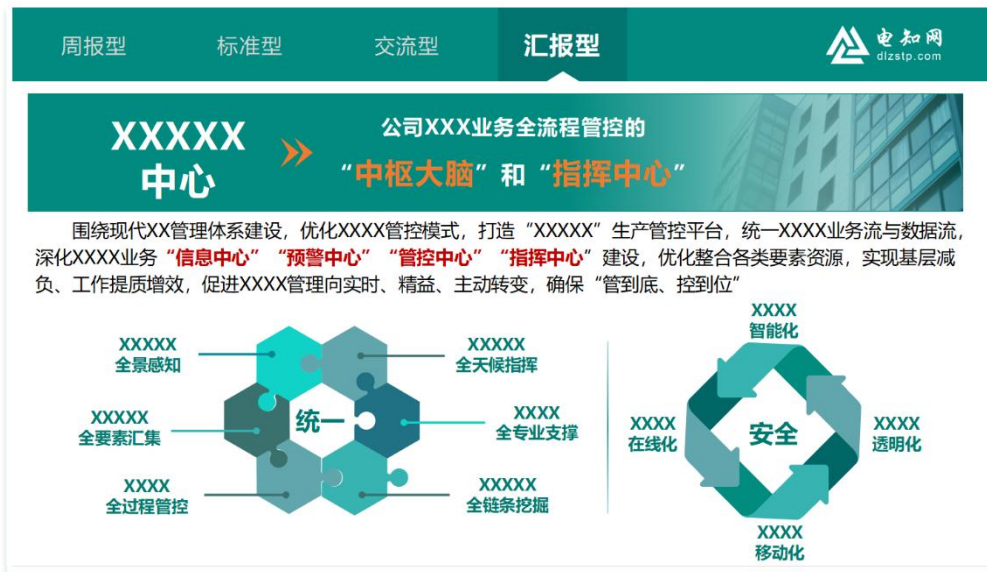 周报型
标准型
交流型
汇报型
电知网
dlzstp.com
XXXXX
中心
公司XXX业务全流程管控的
“中枢大脑”和“指挥中心”
围绕现代XX管理体系建设，优化XXXX管控模式，打造“XXXXX”生产管控平台，统一XXXX业务流与数据流，
深化XXXX业务“信息中心”“预警中心”“管控中心”“指挥中心”建设，优化整合各类要素资源，实现基层减
负、工作提质增效，促进XXXX管理向实时、精益、主动转变，确保“管到底、控到位”
XXXXX
全景感知
XXXXX
全要素汇集
XXXX
全过程管控
统一
XXXXX
全天候指挥
XXXX
全专业支撑
XXXXX
全链条挖掘
XXXX
智能化
XXXX
在线化
安全
XXXX
透明化
XXXX
移动化